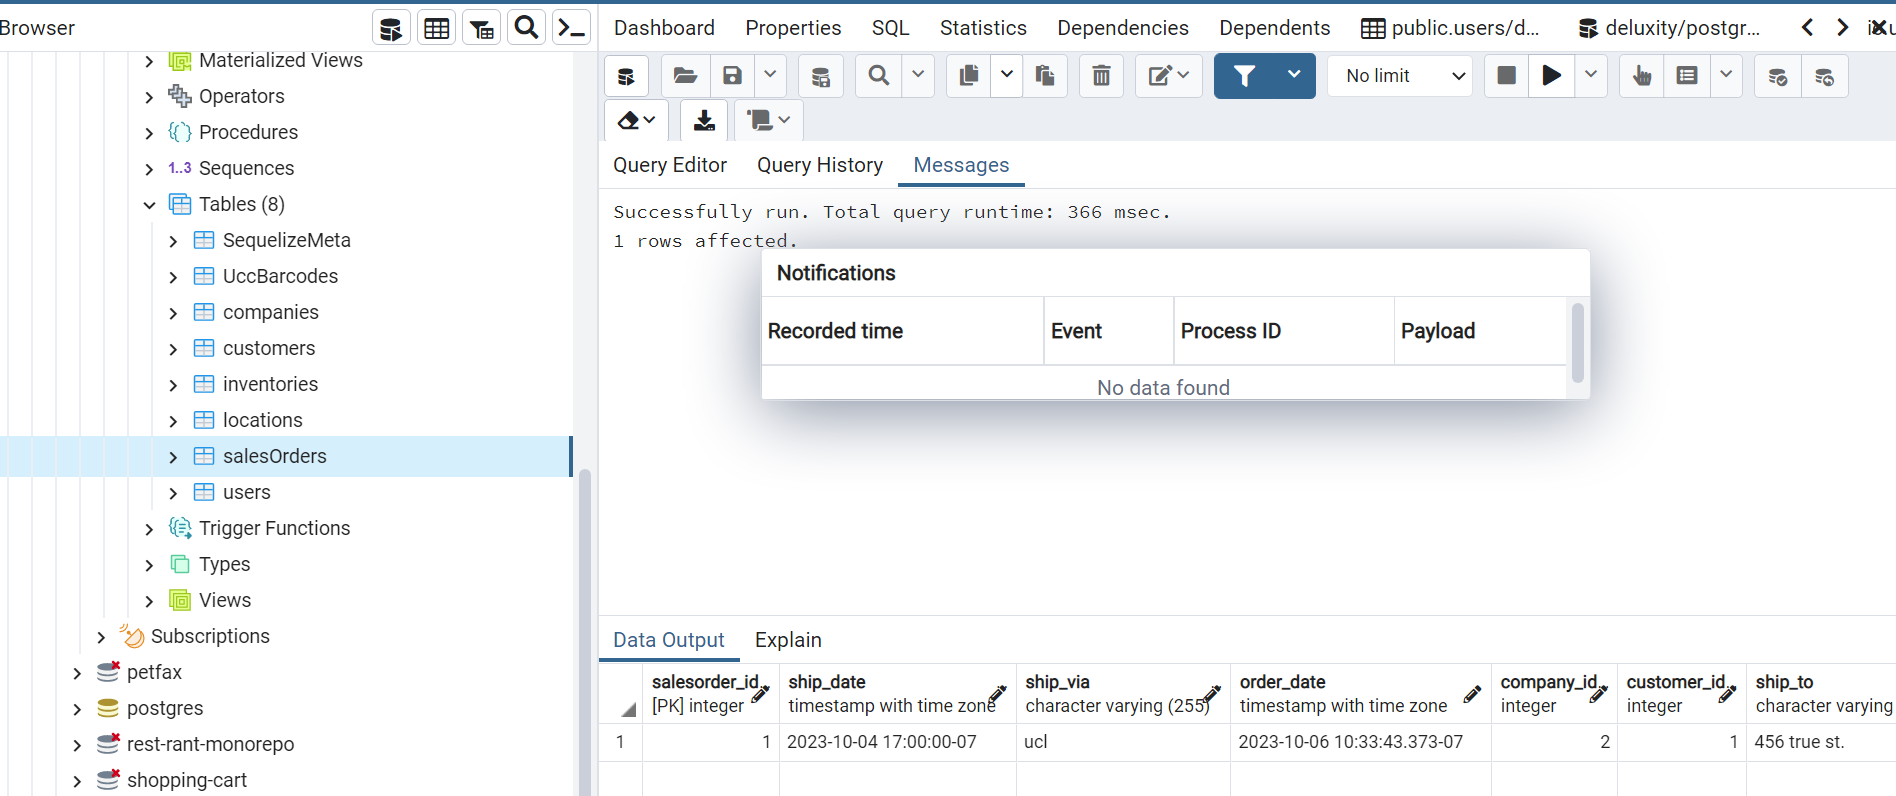 Browser
Materialized Views
Operators
Procedures
1..3 Sequences
Tables (8)
SequelizeMeta
UccBarcodes
companies
customers
inventories
locations
salesOrders
users
Trigger Functions
Types
Views
Subscriptions
petfax
postgres
rest-rant-monorepo
shopping-cart
Dashboard Properties SQL Statistics Dependencies Dependents public.users/d... deluxity/postgr...
No limit
Query Editor Query History Messages
Successfully run. Total query runtime: 366 msec.
1 rows affected.
Notifications
Recorded time Event Process ID Payload
No data found
Data Output Explain
salesorder_id ship_date ship_via order_date company_id customer_id ship_to
[PK] integer timestamp with time zone character varying (255) timestamp with time zone integer integer character varying
1 1 2023-10-04 17:00:00-07 ucl 2023-10-06 10:33:43.373-07 2 1 456 true st.